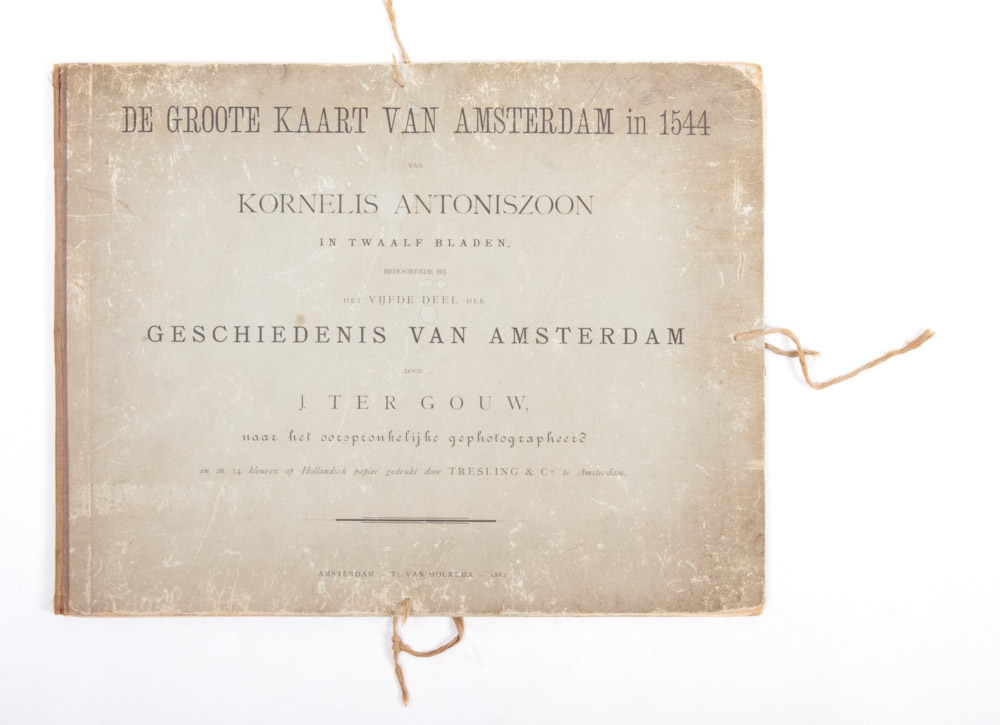 DE GROOTE KAART VAN AMSTERDAM in 1544
VAN
KORNELIS ANTONISZOON
IN TWAALF BLADEN,
BEHOORENDE BIJ
HET VIJFDE DEEL DER
GESCHIEDENIS VAN AMSTERDAM
DOOR
J. TER GOUW,
naar het oorspronkelijke gephotographeerd
en in 14 kleuren op Hollandsch papier gedrukt door TRESLING & Co. te Amsterdam.
AMSTERDAM — Tj. VAN HOLKEMA —